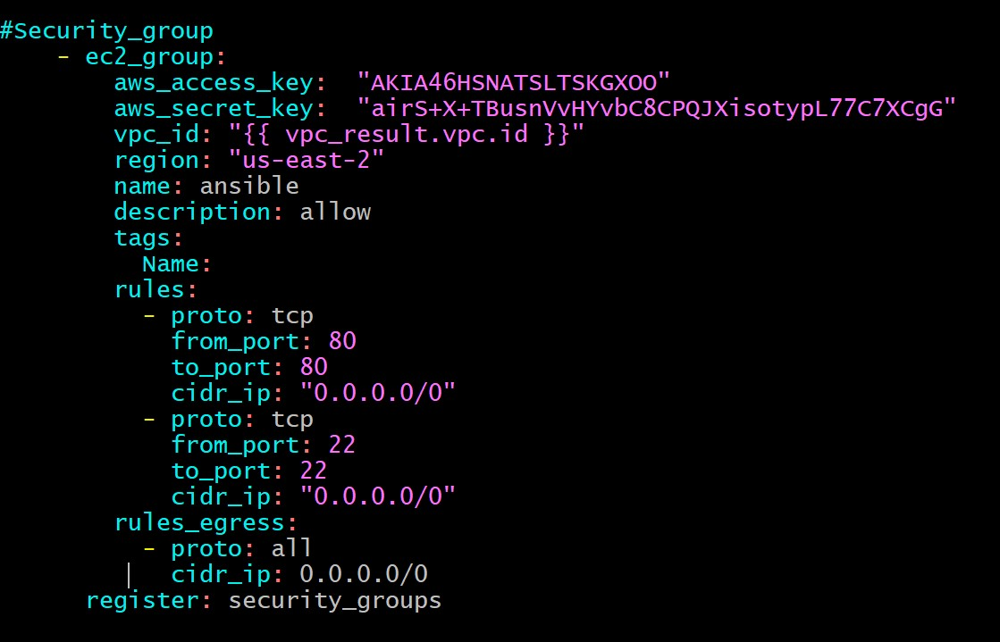 #Security_group
    - ec2_group:
        aws_access_key:  "AKIA46HSNATSLTSKGXOO"
        aws_secret_key:  "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"
        vpc_id: "{{ vpc_result.vpc.id }}"
        region: "us-east-2"
        name: ansible
        description: allow
        tags:
          Name:
        rules:
          - proto: tcp
            from_port: 80
            to_port: 80
            cidr_ip: "0.0.0.0/0"
          - proto: tcp
            from_port: 22
            to_port: 22
            cidr_ip: "0.0.0.0/0"
        rules_egress:
          - proto: all
            cidr_ip: 0.0.0.0/0
      register: security_groups